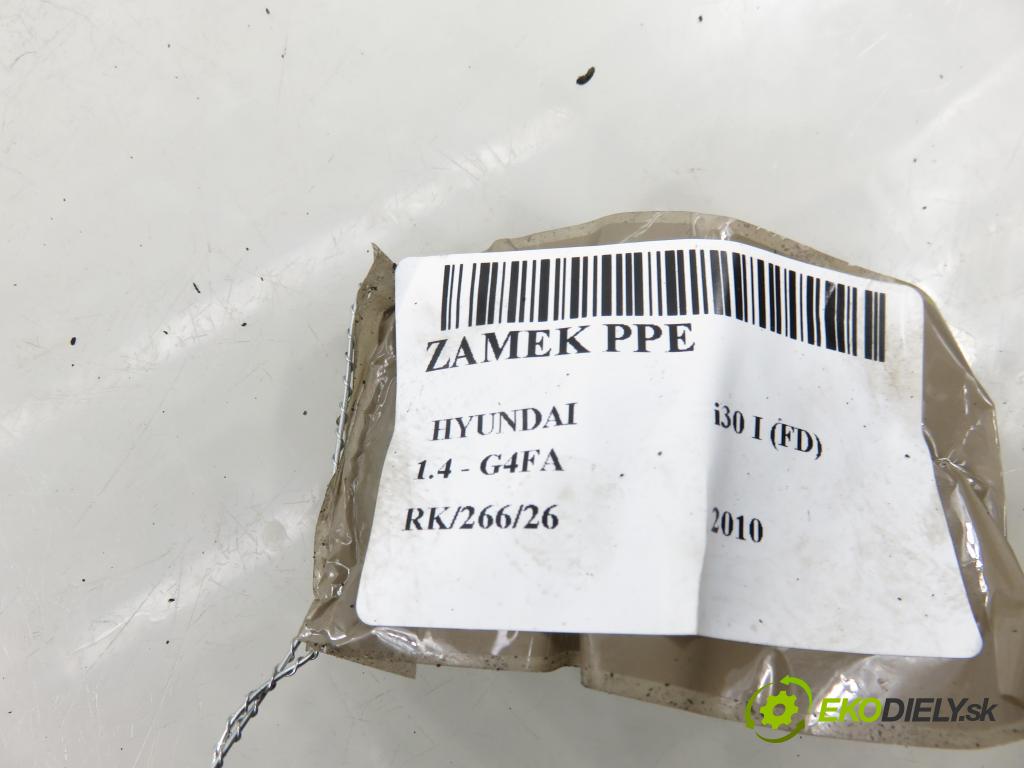 ZAMEK PPE
HYUNDAI i30 I (FD)
1.4 - G4FA
RK/266/26 2010
EKODIELY.sk